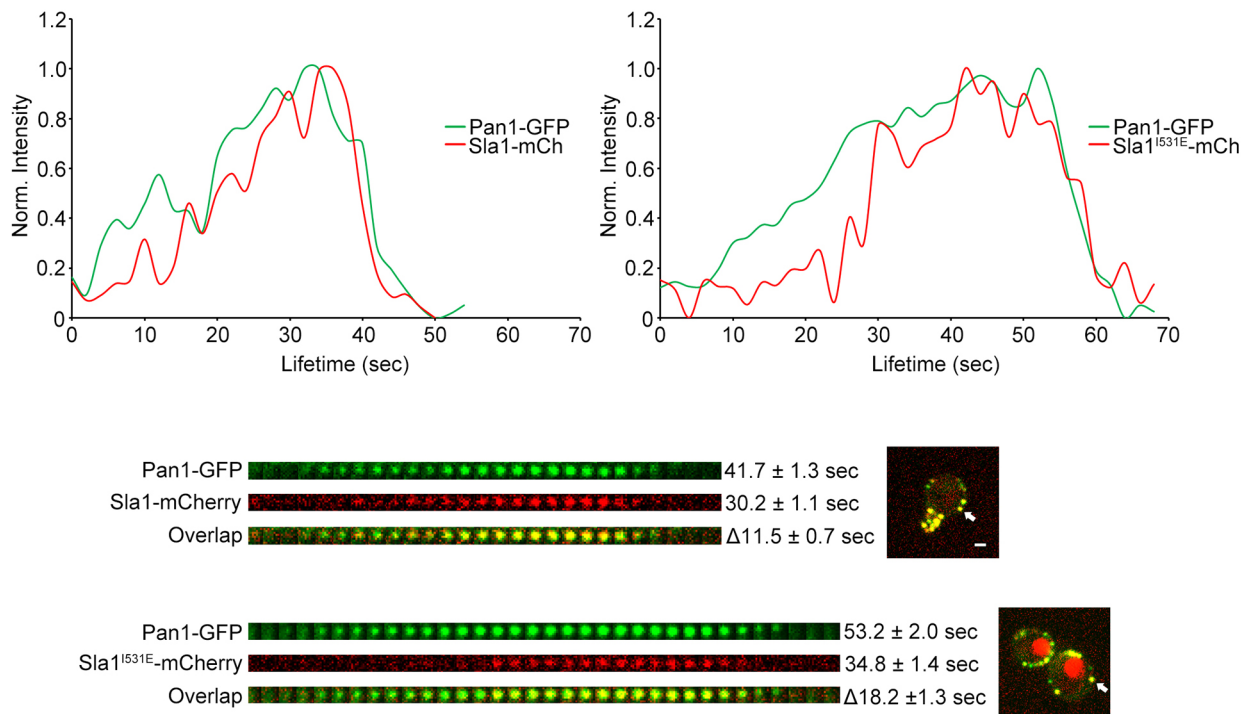 1.2
1.0
0.8
0.6
0.4
0.2
0
Norm. Intensity
0 10 20 30 40 50 60 70
Lifetime (sec)
Pan1-GFP
Sla1-mCh
1.2
1.0
0.8
0.6
0.4
0.2
0
Norm. Intensity
0 10 20 30 40 50 60 70
Lifetime (sec)
Pan1-GFP
Sla1ᴵ⁵³¹ᴱ-mCh
Pan1-GFP 41.7 ± 1.3 sec
Sla1-mCherry 30.2 ± 1.1 sec
Overlap Δ11.5 ± 0.7 sec
Pan1-GFP 53.2 ± 2.0 sec
Sla1ᴵ⁵³¹ᴱ-mCherry 34.8 ± 1.4 sec
Overlap Δ18.2 ±1.3 sec